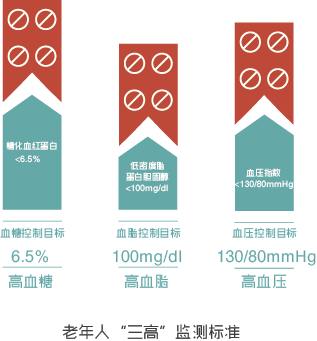 糖化血红蛋白
<6.5%
低密度脂
蛋白胆固醇
<100mg/dl
血压指数
<130/80mmHg
血糖控制目标
血脂控制目标
血压控制目标
6.5%
100mg/dl
130/80mmHg
高血糖
高血脂
高血压
老年人“三高”监测标准